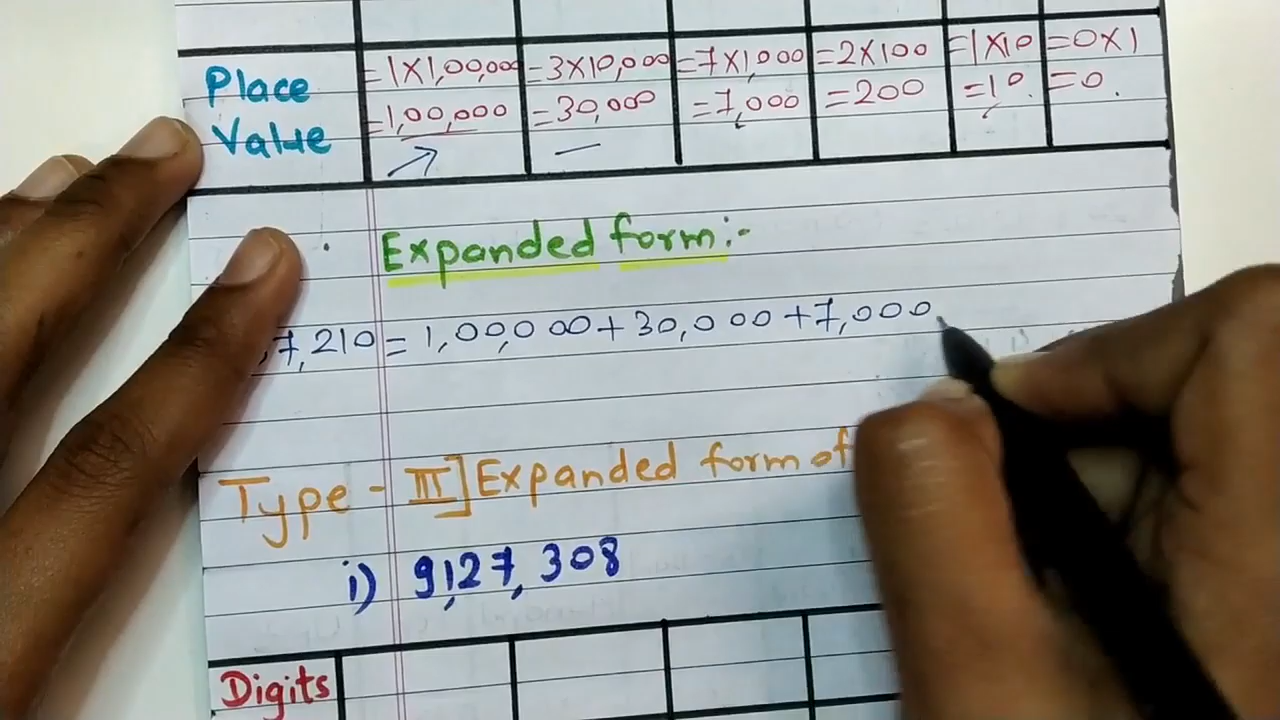 Place =1X1,00,000 =3X10,000 =7X1,000 =2X100 =1X10 =0X1
Value =1,00,000 =30,000 =7,000 =200 =10. =0.
Expanded form:-
7,210 = 1,00,000+30,000+7,000
Type - III] Expanded form of
i) 9,127,308
Digits